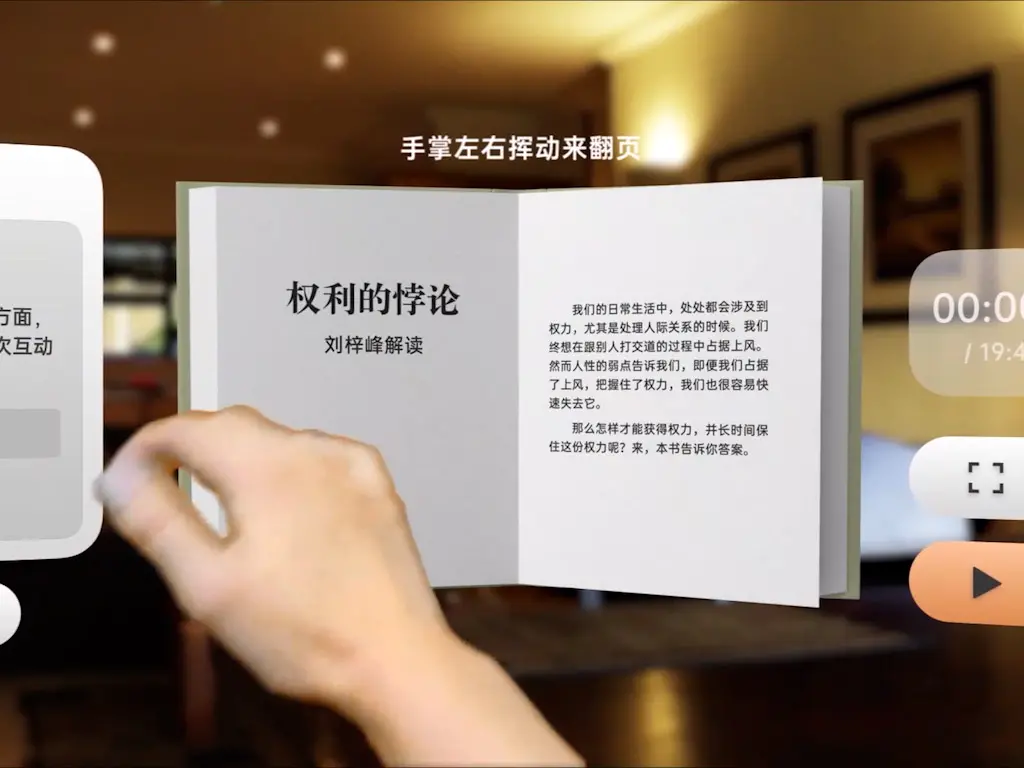 手掌左右挥动来翻页
方面，
次互动
权利的悖论
刘梓峰解读
我们的日常生活中，处处都会涉及到
权力，尤其是处理人际关系的时候。我们
终想在跟别人打交道的过程中占据上风。
然而人性的弱点告诉我们，即便我们占据
了上风，把握住了权力，我们也很容易快
速失去它。
那么怎样才能获得权力，并长时间保
住这份权力呢？来，本书告诉你答案。
00:00
/ 19:4